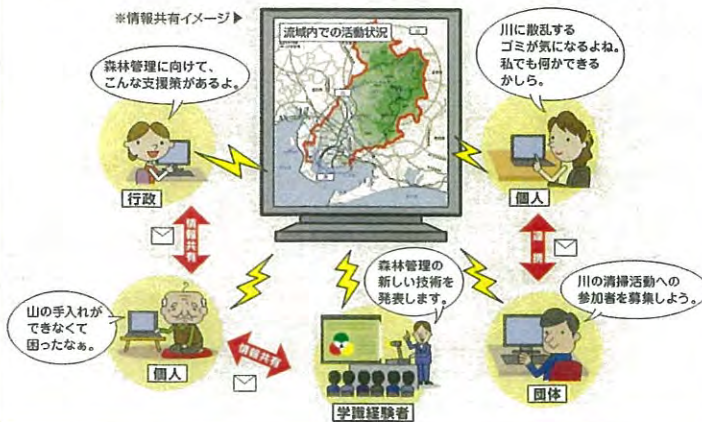 ※情報共有イメージ▶
流域内での活動状況
森林管理に向けて、
こんな支援策があるよ。
川に散乱する
ゴミが気になるよね。
私でも何かできる
かしら。
行政
個人
情報共有
連携
山の手入れが
できなくて
困ったなぁ。
森林管理の
新しい技術を
発表します。
川の清掃活動への
参加者を募集しよう。
個人
情報共有
学識経験者
団体